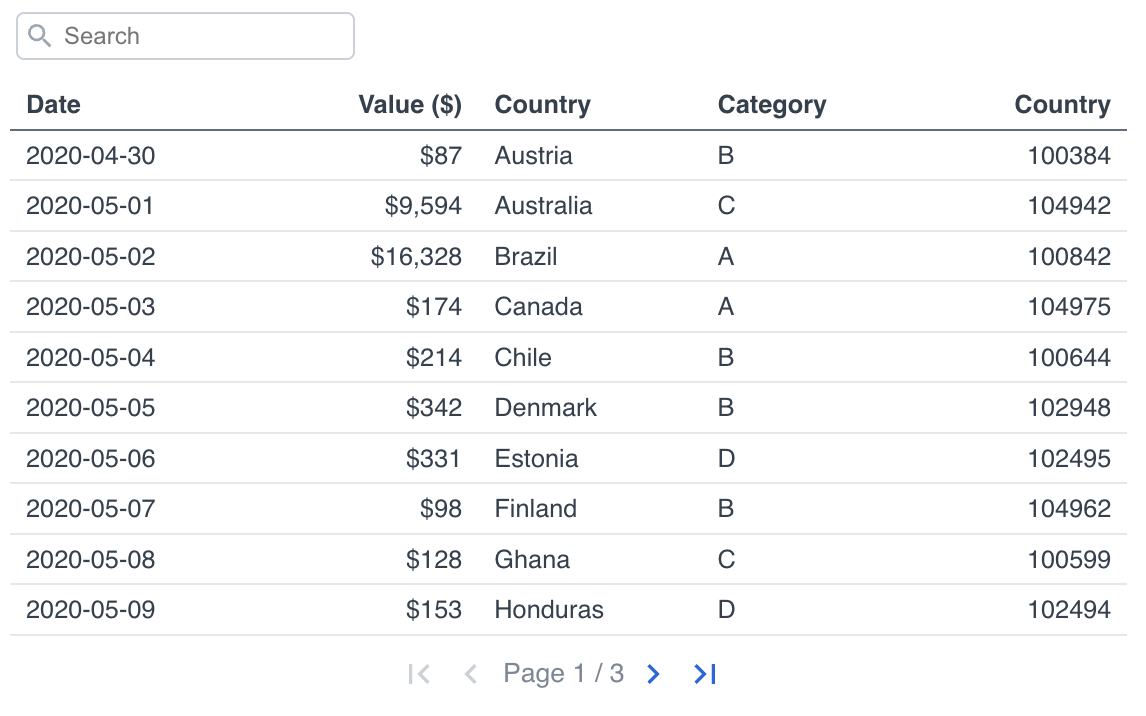 Search
Date Value ($) Country Category Country
2020-04-30 $87 Austria B 100384
2020-05-01 $9,594 Australia C 104942
2020-05-02 $16,328 Brazil A 100842
2020-05-03 $174 Canada A 104975
2020-05-04 $214 Chile B 100644
2020-05-05 $342 Denmark B 102948
2020-05-06 $331 Estonia D 102495
2020-05-07 $98 Finland B 104962
2020-05-08 $128 Ghana C 100599
2020-05-09 $153 Honduras D 102494
Page 1 / 3